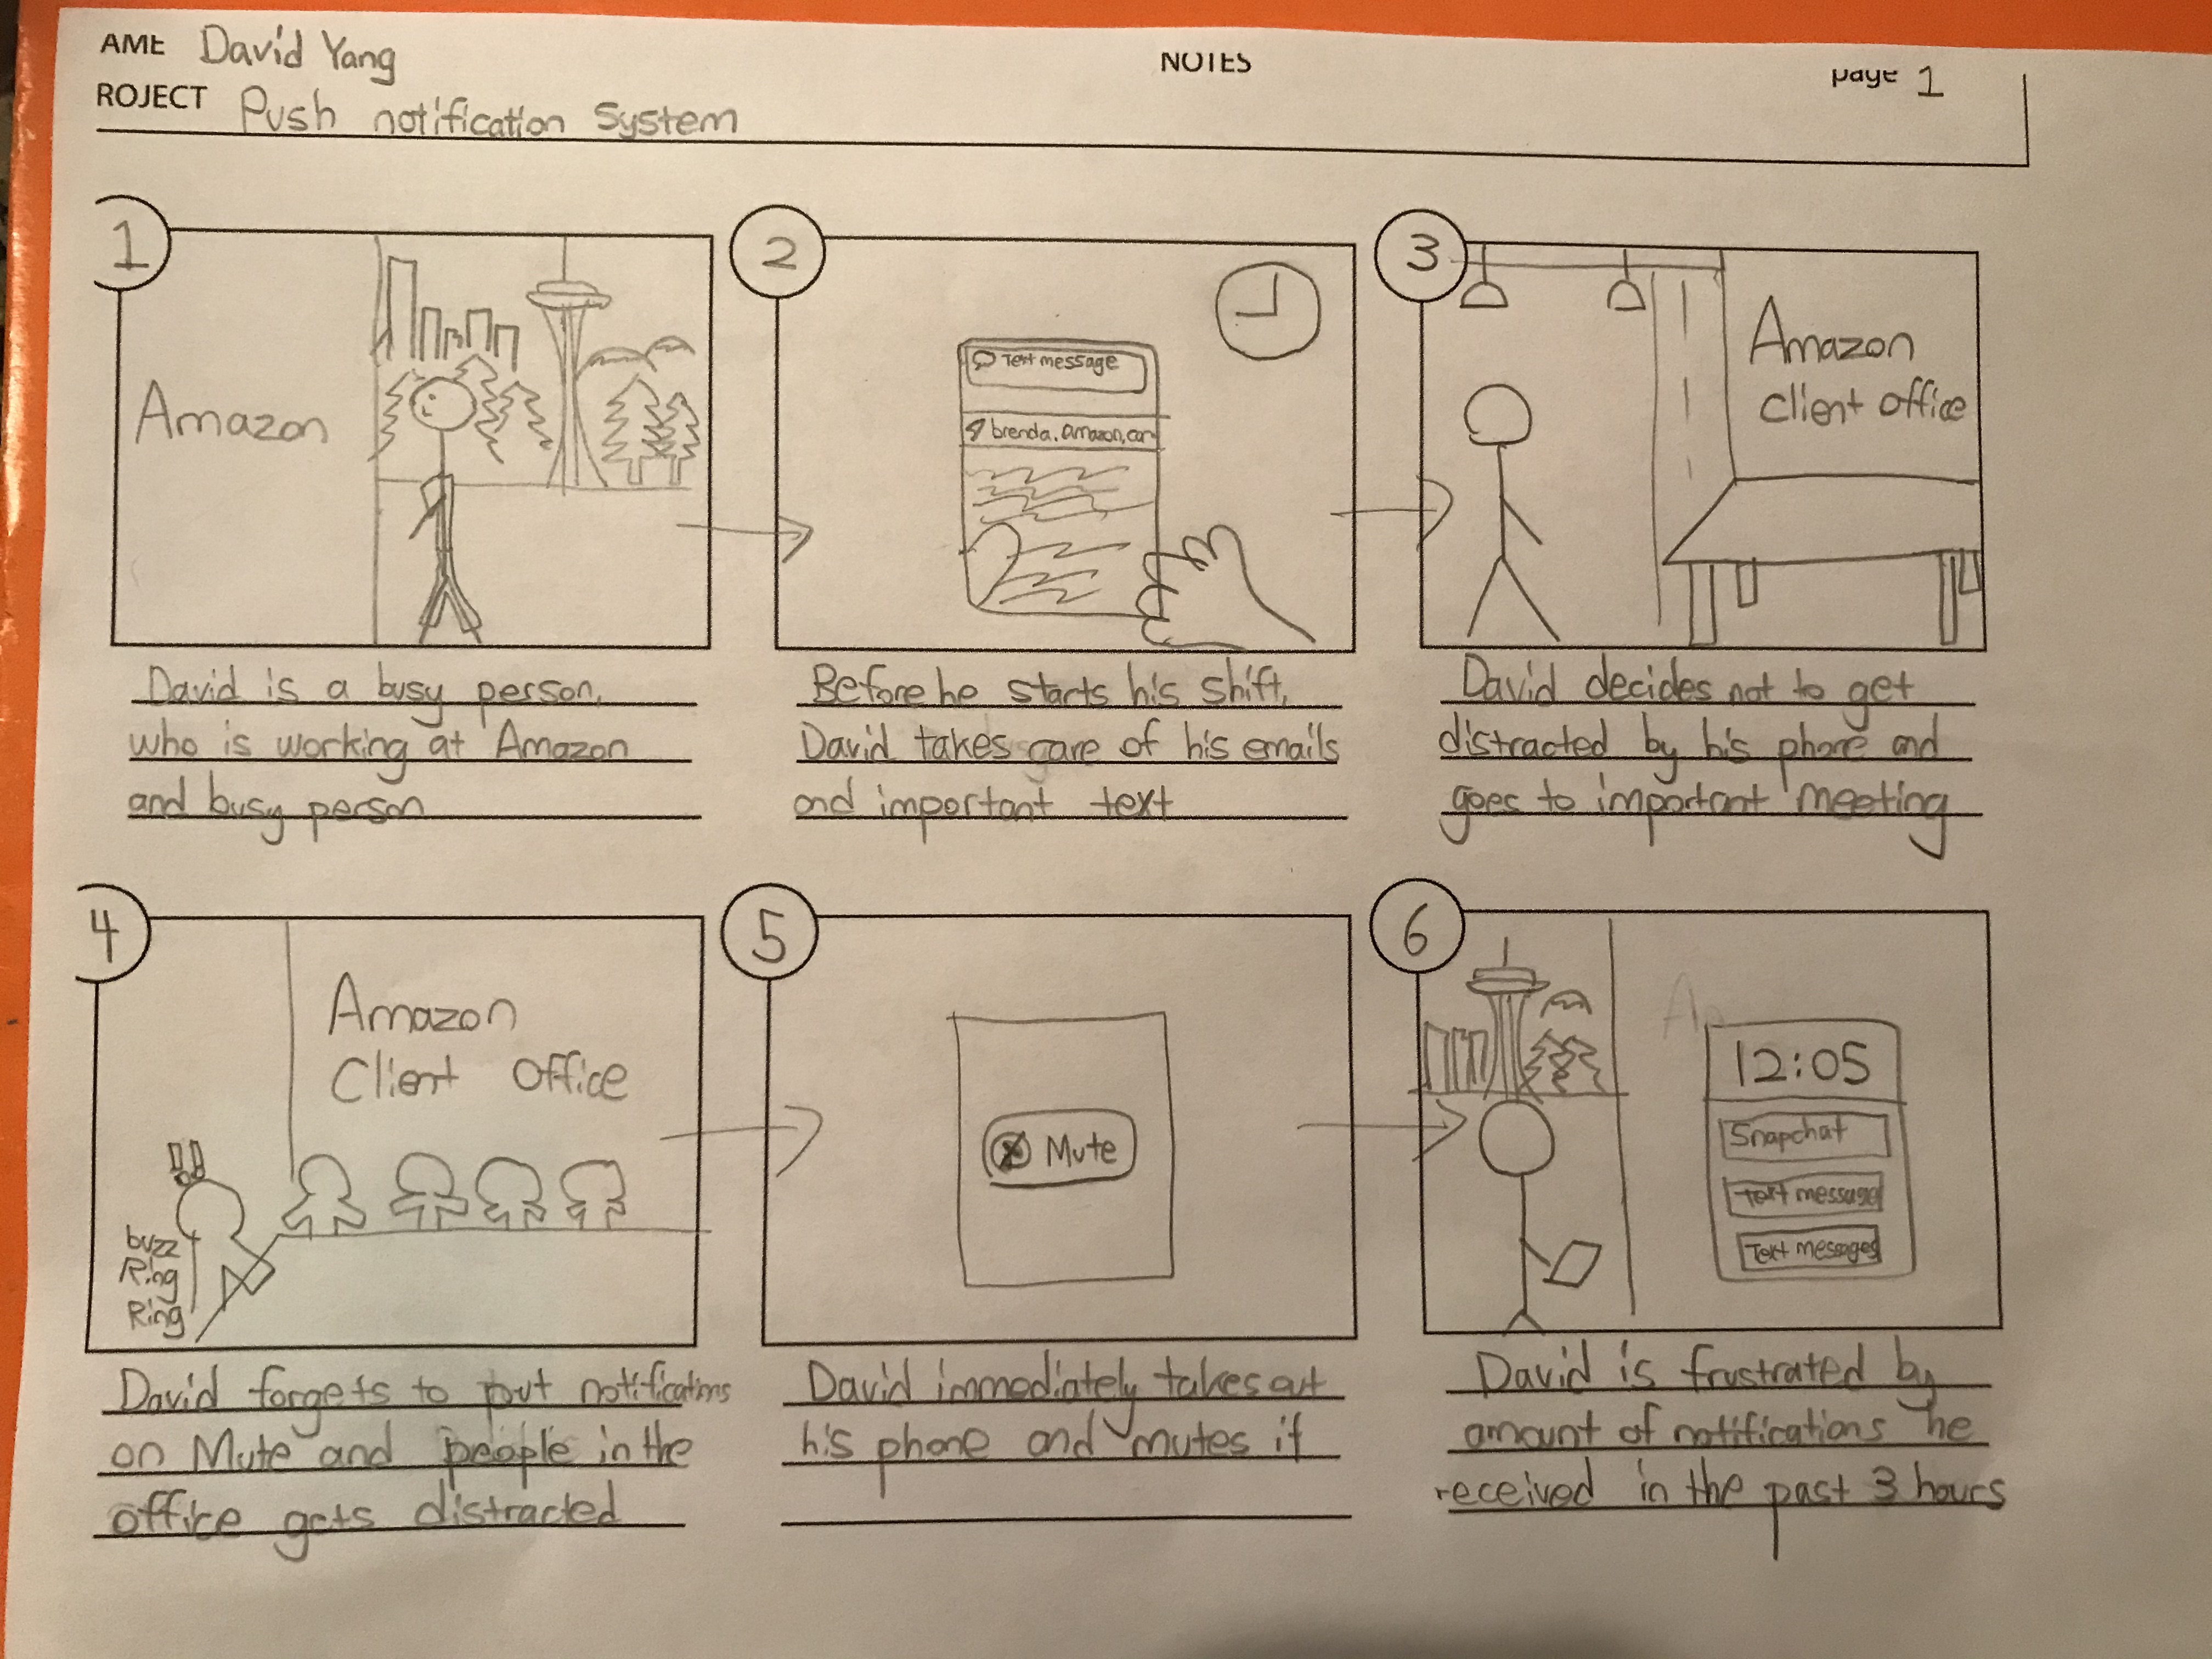 AME David Yang
NOTES
page 1
ROJECT Push notification System
1
Amazon
David is a busy person,
who is working at Amazon
and busy person
2
Text message
brenda.amazon.com
Before he starts his shift,
David takes care of his emails
and important text
3
Amazon
client office
David decides not to get
distracted by his phone and
goes to important meeting
4
Amazon
Client Office
!!
buzz
Ring
Ring
David forgets to put notifications
on Mute and people in the
office gets distracted
5
Mute
David immediately takes out
his phone and mutes it
6
12:05
Snapchat
Text message
Text messages
David is frustrated by
amount of notifications he
received in the past 3 hours